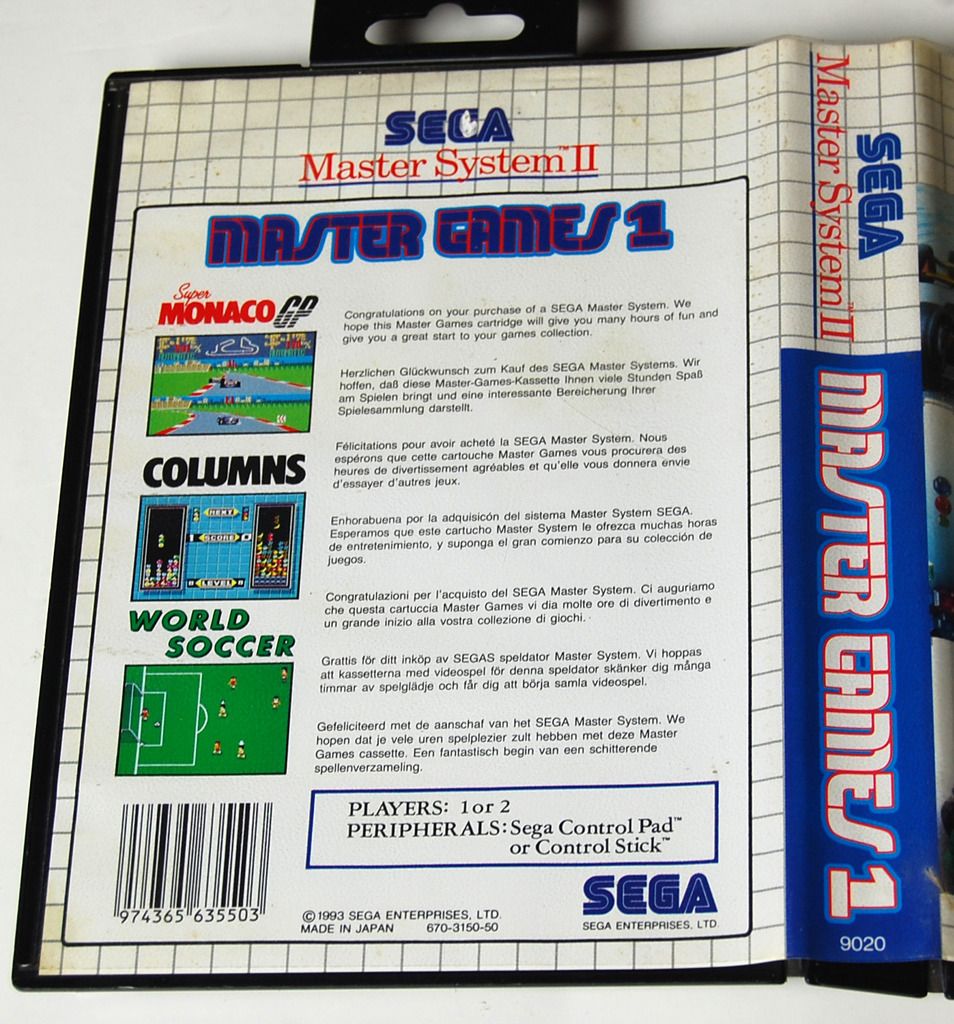 SEGA
Master System™ II
MASTER GAMES 1
Super
MONACO GP
Congratulations on your purchase of a SEGA Master System. We
hope this Master Games cartridge will give you many hours of fun and
give you a great start to your games collection.
Herzlichen Glückwunsch zum Kauf des SEGA Master Systems. Wir
hoffen, daß diese Master-Games-Kassette Ihnen viele Stunden Spaß
am Spielen bringt und eine interessante Bereicherung Ihrer
Spielesammlung darstellt.
COLUMNS
NEXT
SCORE
LEVEL
Félicitations pour avoir acheté la SEGA Master System. Nous
espérons que cette cartouche Master Games vous procurera des
heures de divertissement agréables et qu'elle vous donnera envie
d'essayer d'autres jeux.
Enhorabuena por la adquisicón del sistema Master System SEGA.
Esperamos que este cartucho Master System le ofrezca muchas horas
de entretenimiento, y suponga el gran comienzo para su colección de
juegos.
WORLD
SOCCER
Congratulazioni per l'acquisto del SEGA Master System. Ci auguriamo
che questa cartuccia Master Games vi dia molte ore di divertimento e
un grande inizio alla vostra collezione di giochi.
Grattis för ditt inköp av SEGAS speldator Master System. Vi hoppas
att kassetterna med videospel för denna speldator skänker dig många
timmar av spelglädje och får dig att börja samla videospel.
Gefeliciteerd met de aanschaf van het SEGA Master System. We
hopen dat je vele uren spelplezier zult hebben met deze Master
Games cassette. Een fantastisch begin van een schitterende
spellenverzameling.
PLAYERS: 1 or 2
PERIPHERALS: Sega Control Pad™
or Control Stick™
974365 635503
© 1993 SEGA ENTERPRISES, LTD.
MADE IN JAPAN 670-3150-50
SEGA
SEGA ENTERPRISES, LTD.
SEGA
Master System™ II
MASTER GAMES 1
9020